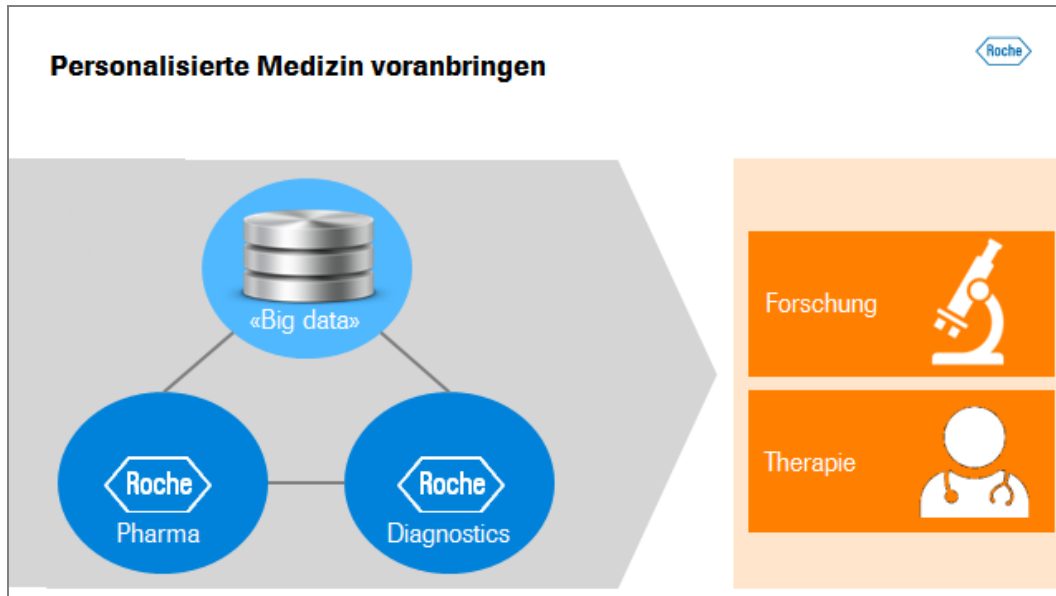 Personalisierte Medizin voranbringen
Roche
«Big data»
Roche
Pharma
Roche
Diagnostics
Forschung
Therapie